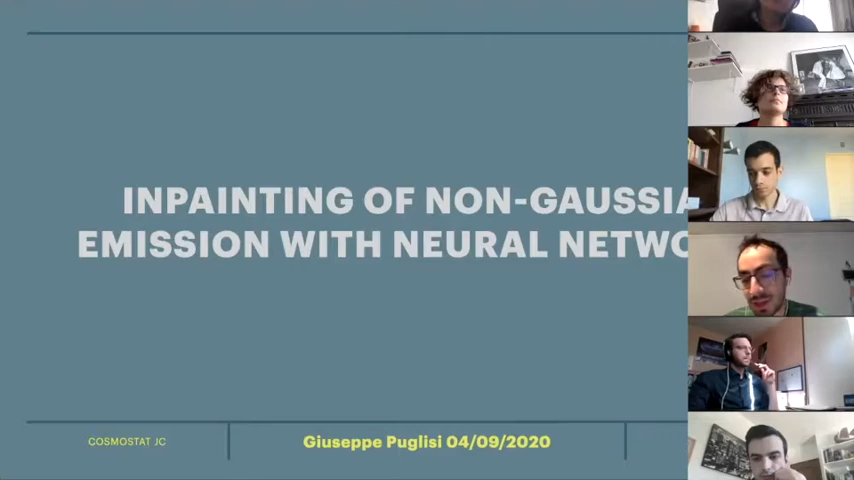 INPAINTING OF NON-GAUSSIA
EMISSION WITH NEURAL NETWO
COSMOSTAT JC
Giuseppe Puglisi 04/09/2020